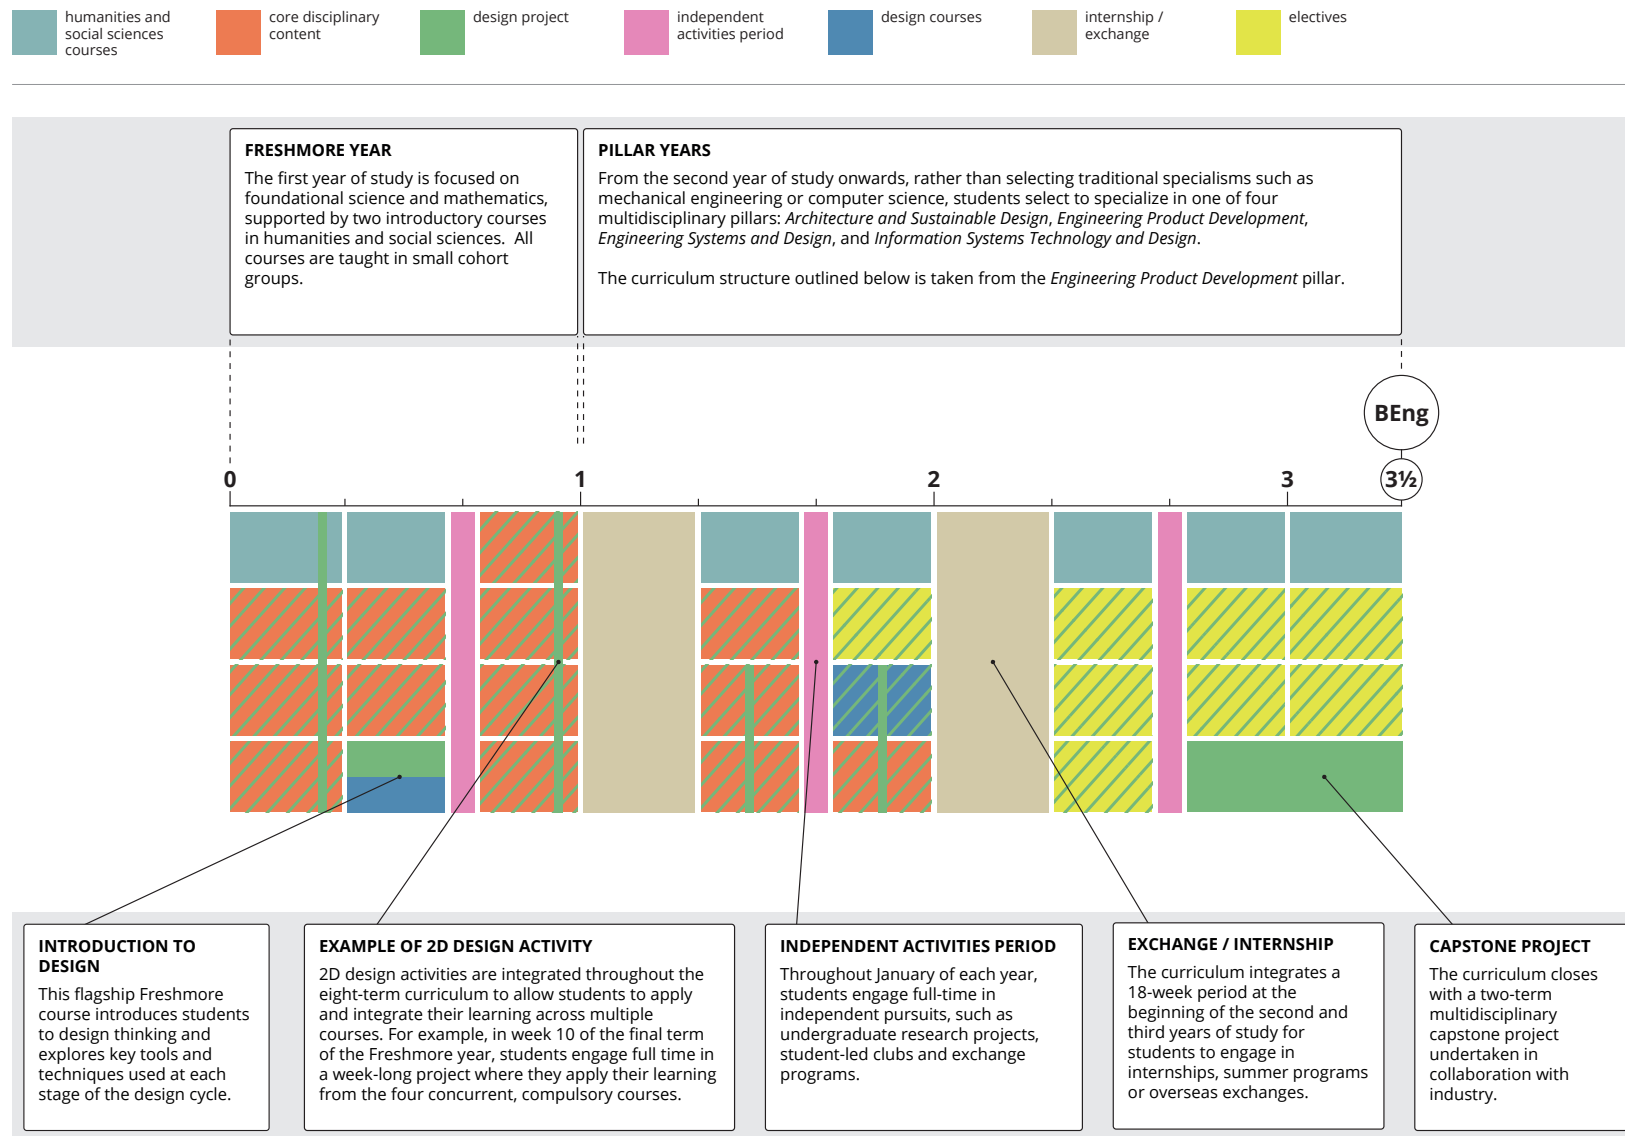 humanities and
social sciences
courses
core disciplinary
content
design project
independent
activities period
design courses
internship /
exchange
electives
FRESHMORE YEAR
The first year of study is focused on
foundational science and mathematics,
supported by two introductory courses
in humanities and social sciences.  All
courses are taught in small cohort
groups.
PILLAR YEARS
From the second year of study onwards, rather than selecting traditional specialisms such as
mechanical engineering or computer science, students select to specialize in one of four
multidisciplinary pillars: Architecture and Sustainable Design, Engineering Product Development,
Engineering Systems and Design, and Information Systems Technology and Design.
The curriculum structure outlined below is taken from the Engineering Product Development pillar.
BEng
0
1
2
3
3½
INTRODUCTION TO
DESIGN
This flagship Freshmore
course introduces students
to design thinking and
explores key tools and
techniques used at each
stage of the design cycle.
EXAMPLE OF 2D DESIGN ACTIVITY
2D design activities are integrated throughout the
eight-term curriculum to allow students to apply
and integrate their learning across multiple
courses. For example, in week 10 of the final term
of the Freshmore year, students engage full time in
a week-long project where they apply their learning
from the four concurrent, compulsory courses.
INDEPENDENT ACTIVITIES PERIOD
Throughout January of each year,
students engage full-time in
independent pursuits, such as
undergraduate research projects,
student-led clubs and exchange
programs.
EXCHANGE / INTERNSHIP
The curriculum integrates a
18-week period at the
beginning of the second and
third years of study for
students to engage in
internships, summer programs
or overseas exchanges.
CAPSTONE PROJECT
The curriculum closes
with a two-term
multidisciplinary
capstone project
undertaken in
collaboration with
industry.